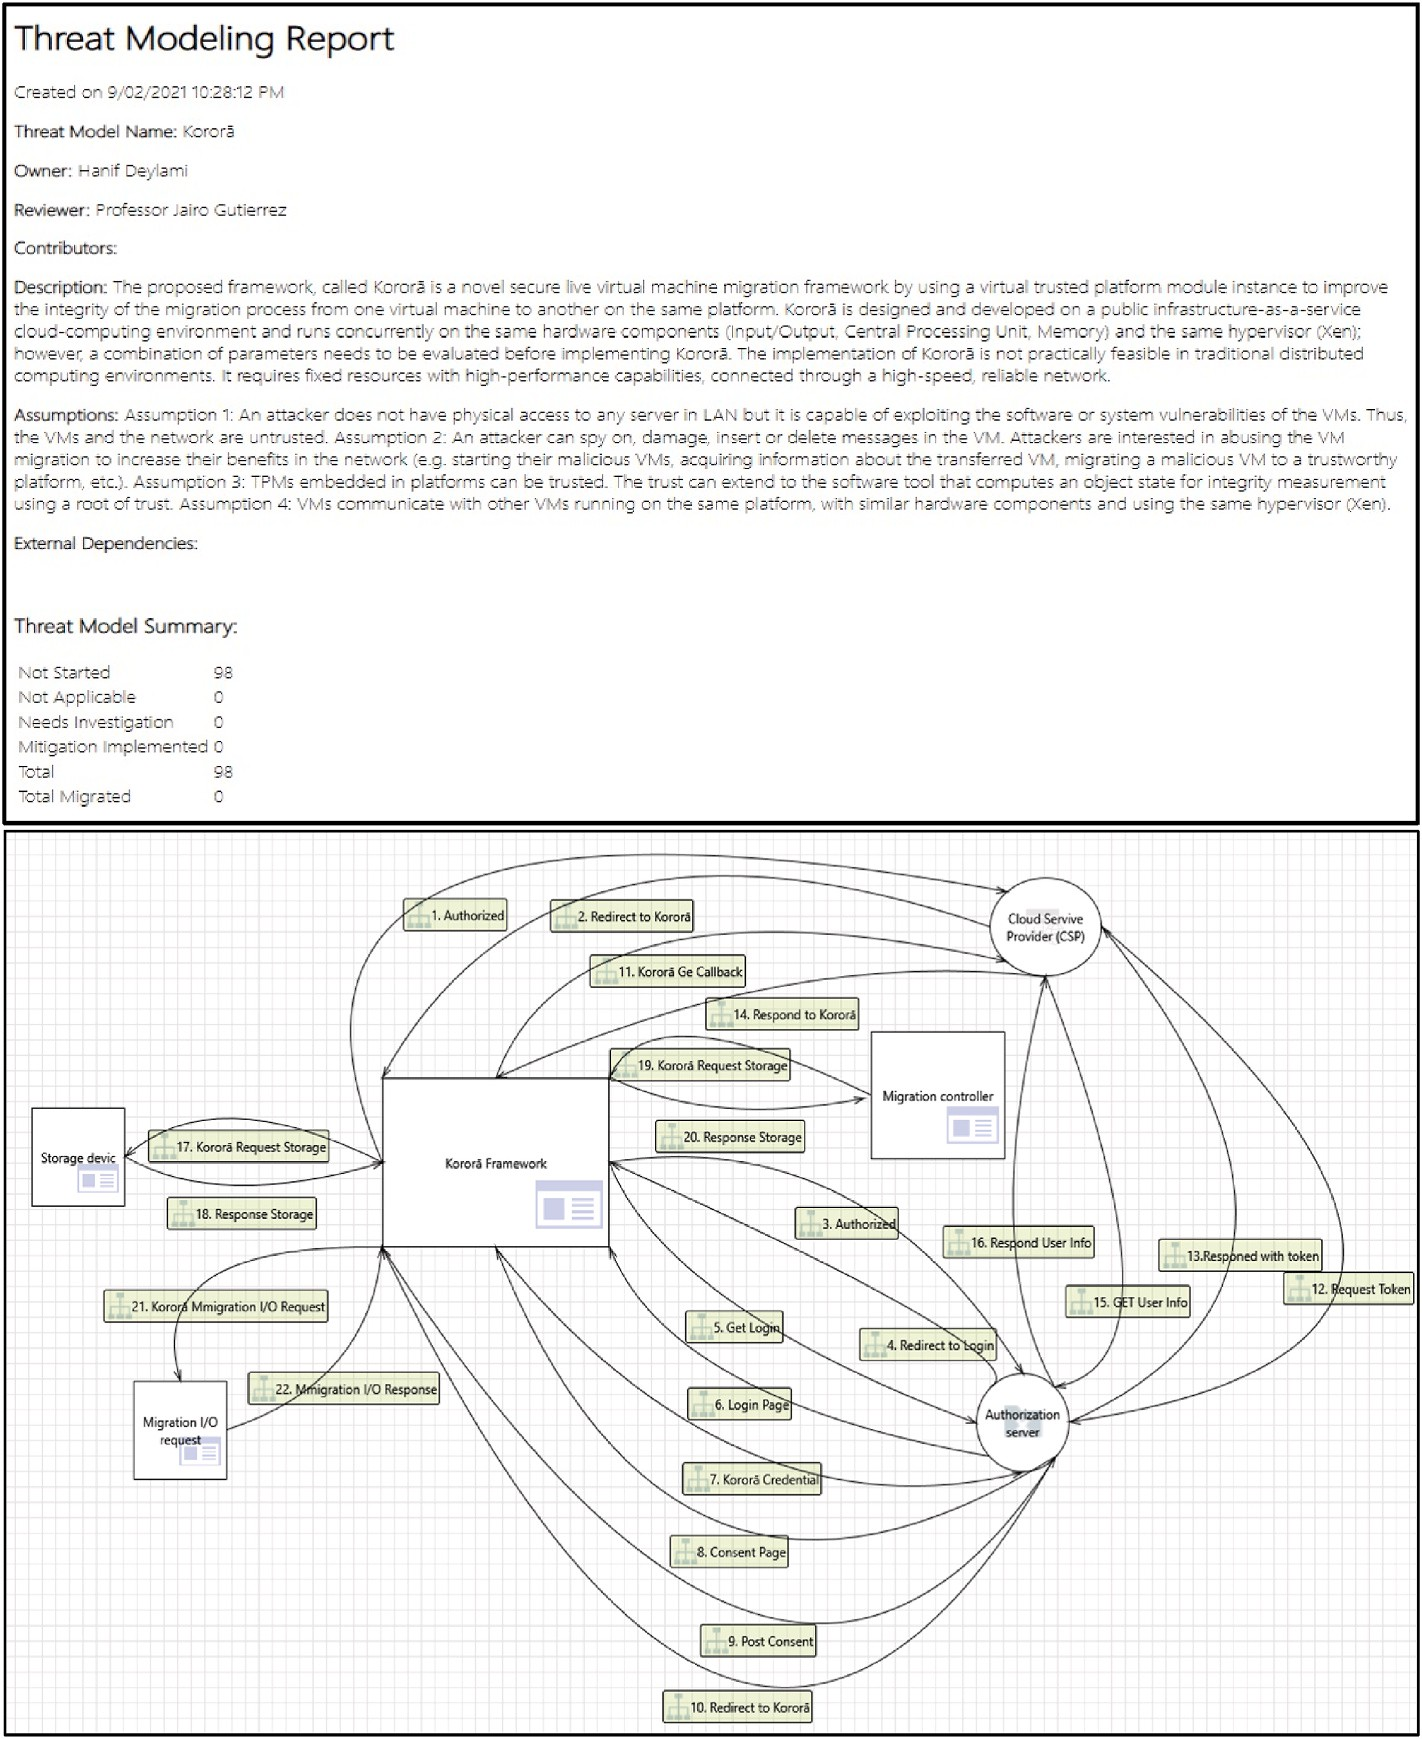 Threat Modeling Report
Created on 9/02/2021 10:28:12 PM
Threat Model Name: Kororā
Owner: Hanif Deylami
Reviewer: Professor Jairo Gutierrez
Contributors:
Description: The proposed framework, called Kororā is a novel secure live virtual machine migration framework by using a virtual trusted platform module instance to improve
the integrity of the migration process from one virtual machine to another on the same platform. Kororā is designed and developed on a public infrastructure-as-a-service
cloud-computing environment and runs concurrently on the same hardware components (Input/Output, Central Processing Unit, Memory) and the same hypervisor (Xen);
however, a combination of parameters needs to be evaluated before implementing Kororā. The implementation of Kororā is not practically feasible in traditional distributed
computing environments. It requires fixed resources with high-performance capabilities, connected through a high-speed, reliable network.
Assumptions: Assumption 1: An attacker does not have physical access to any server in LAN but it is capable of exploiting the software or system vulnerabilities of the VMs. Thus,
the VMs and the network are untrusted. Assumption 2: An attacker can spy on, damage, insert or delete messages in the VM. Attackers are interested in abusing the VM
migration to increase their benefits in the network (e.g. starting their malicious VMs, acquiring information about the transferred VM, migrating a malicious VM to a trustworthy
platform, etc.). Assumption 3: TPMs embedded in platforms can be trusted. The trust can extend to the software tool that computes an object state for integrity measurement
using a root of trust. Assumption 4: VMs communicate with other VMs running on the same platform, with similar hardware components and using the same hypervisor (Xen).
External Dependencies:
Threat Model Summary:
Not Started 98
Not Applicable 0
Needs Investigation 0
Mitigation Implemented 0
Total 98
Total Migrated 0
1. Authorized
2. Redirect to Kororā
Cloud Servive
Provider (CSP)
11. Kororā Ge Callback
14. Respond to Kororā
19. Kororā Request Storage
Migration controller
20. Response Storage
17. Kororā Request Storage
Storage devic
Kororā Framework
18. Response Storage
3. Authorized
16. Respond User Info
13.Responed with token
12. Request Token
15. GET User Info
21. Kororā Mmigration I/O Request
5. Get Login
4. Redirect to Login
22. Mmigration I/O Response
6. Login Page
Migration I/O
request
Authorization
server
7. Kororā Credential
8. Consent Page
9. Post Consent
10. Redirect to Kororā